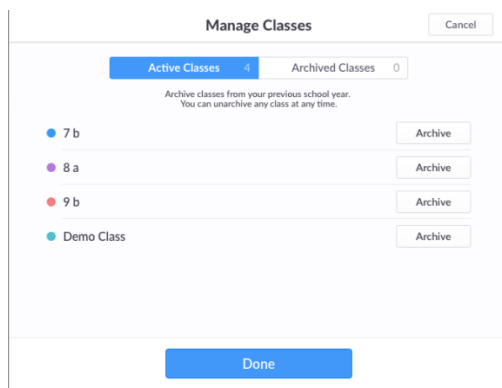 Manage Classes Cancel
Active Classes 4 Archived Classes 0
Archive classes from your previous school year.
You can unarchive any class at any time.
7 b Archive
8 a Archive
9 b Archive
Demo Class Archive
Done